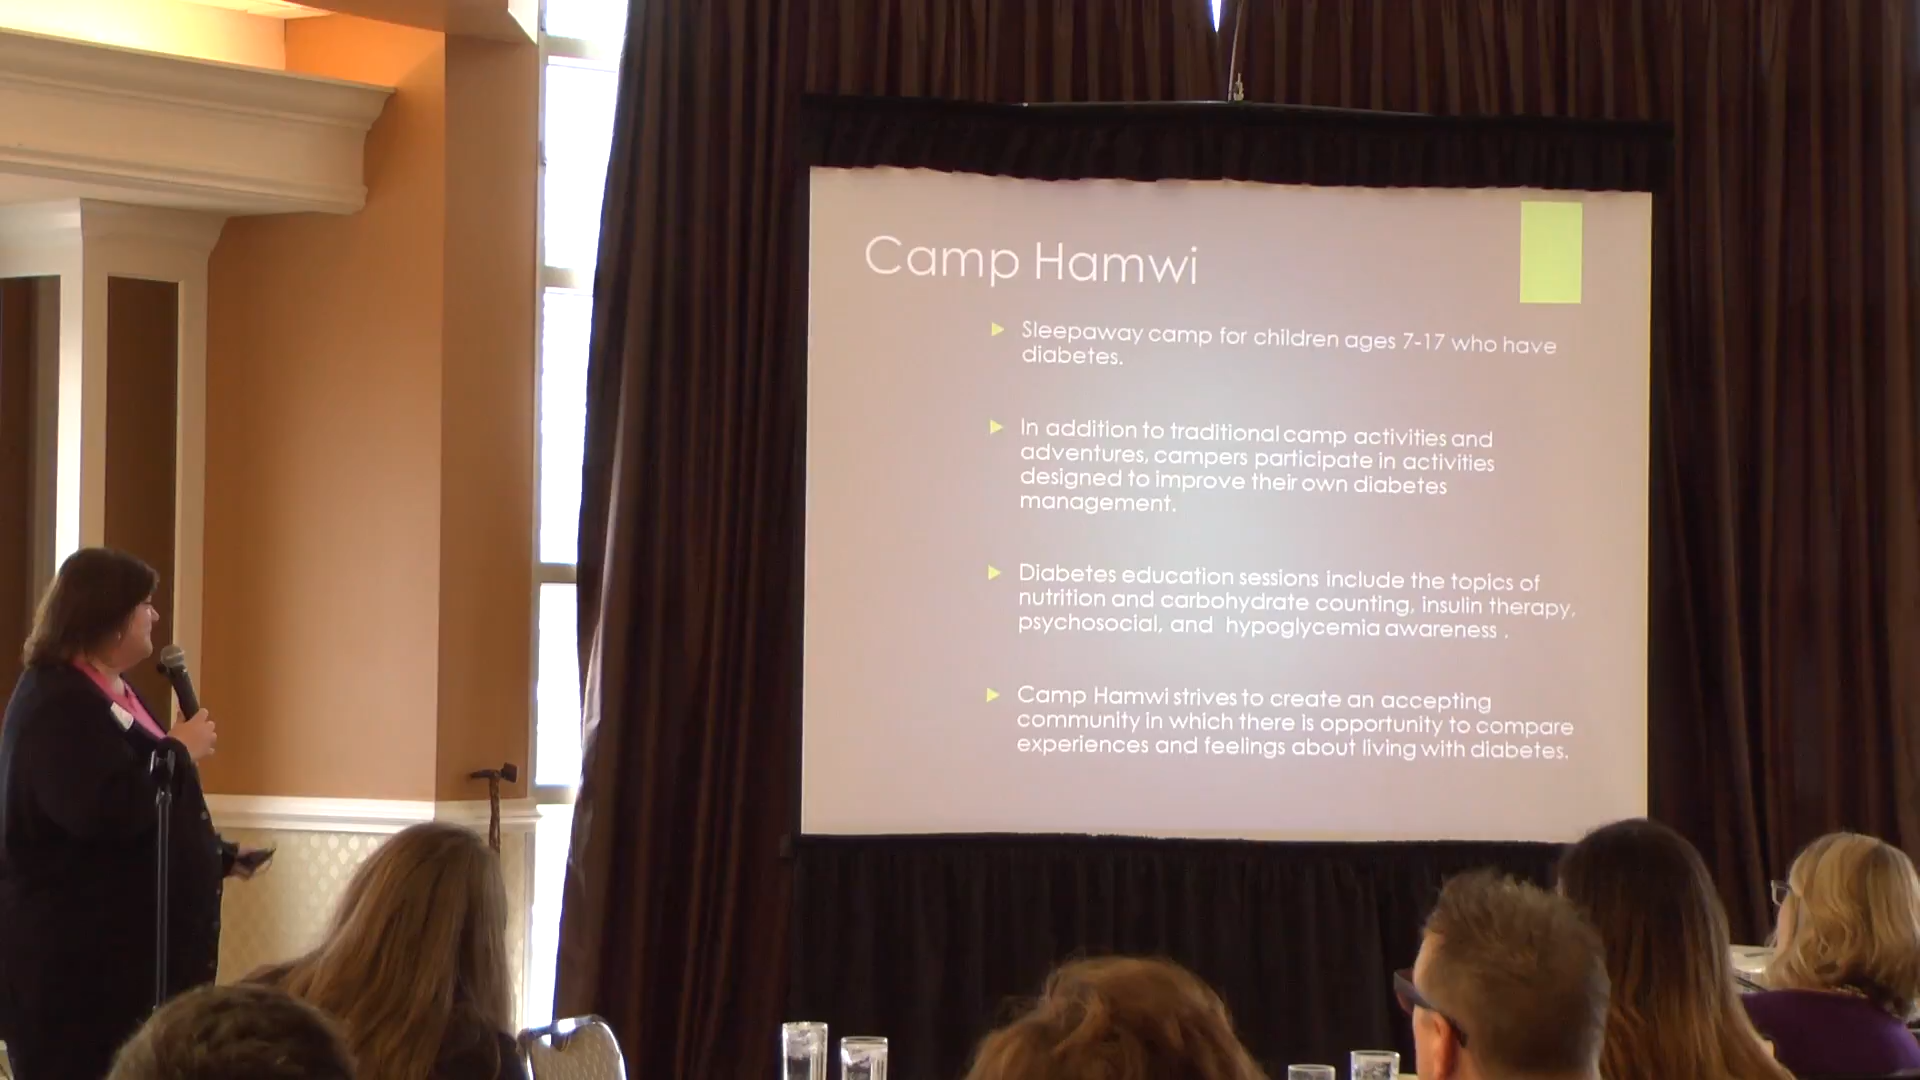 Camp Hamwi
Sleepaway camp for children ages 7-17 who have
diabetes.
In addition to traditional camp activities and
adventures, campers participate in activities
designed to improve their own diabetes
management.
Diabetes education sessions include the topics of
nutrition and carbohydrate counting, insulin therapy,
psychosocial, and hypoglycemia awareness .
Camp Hamwi strives to create an accepting
community in which there is opportunity to compare
experiences and feelings about living with diabetes.